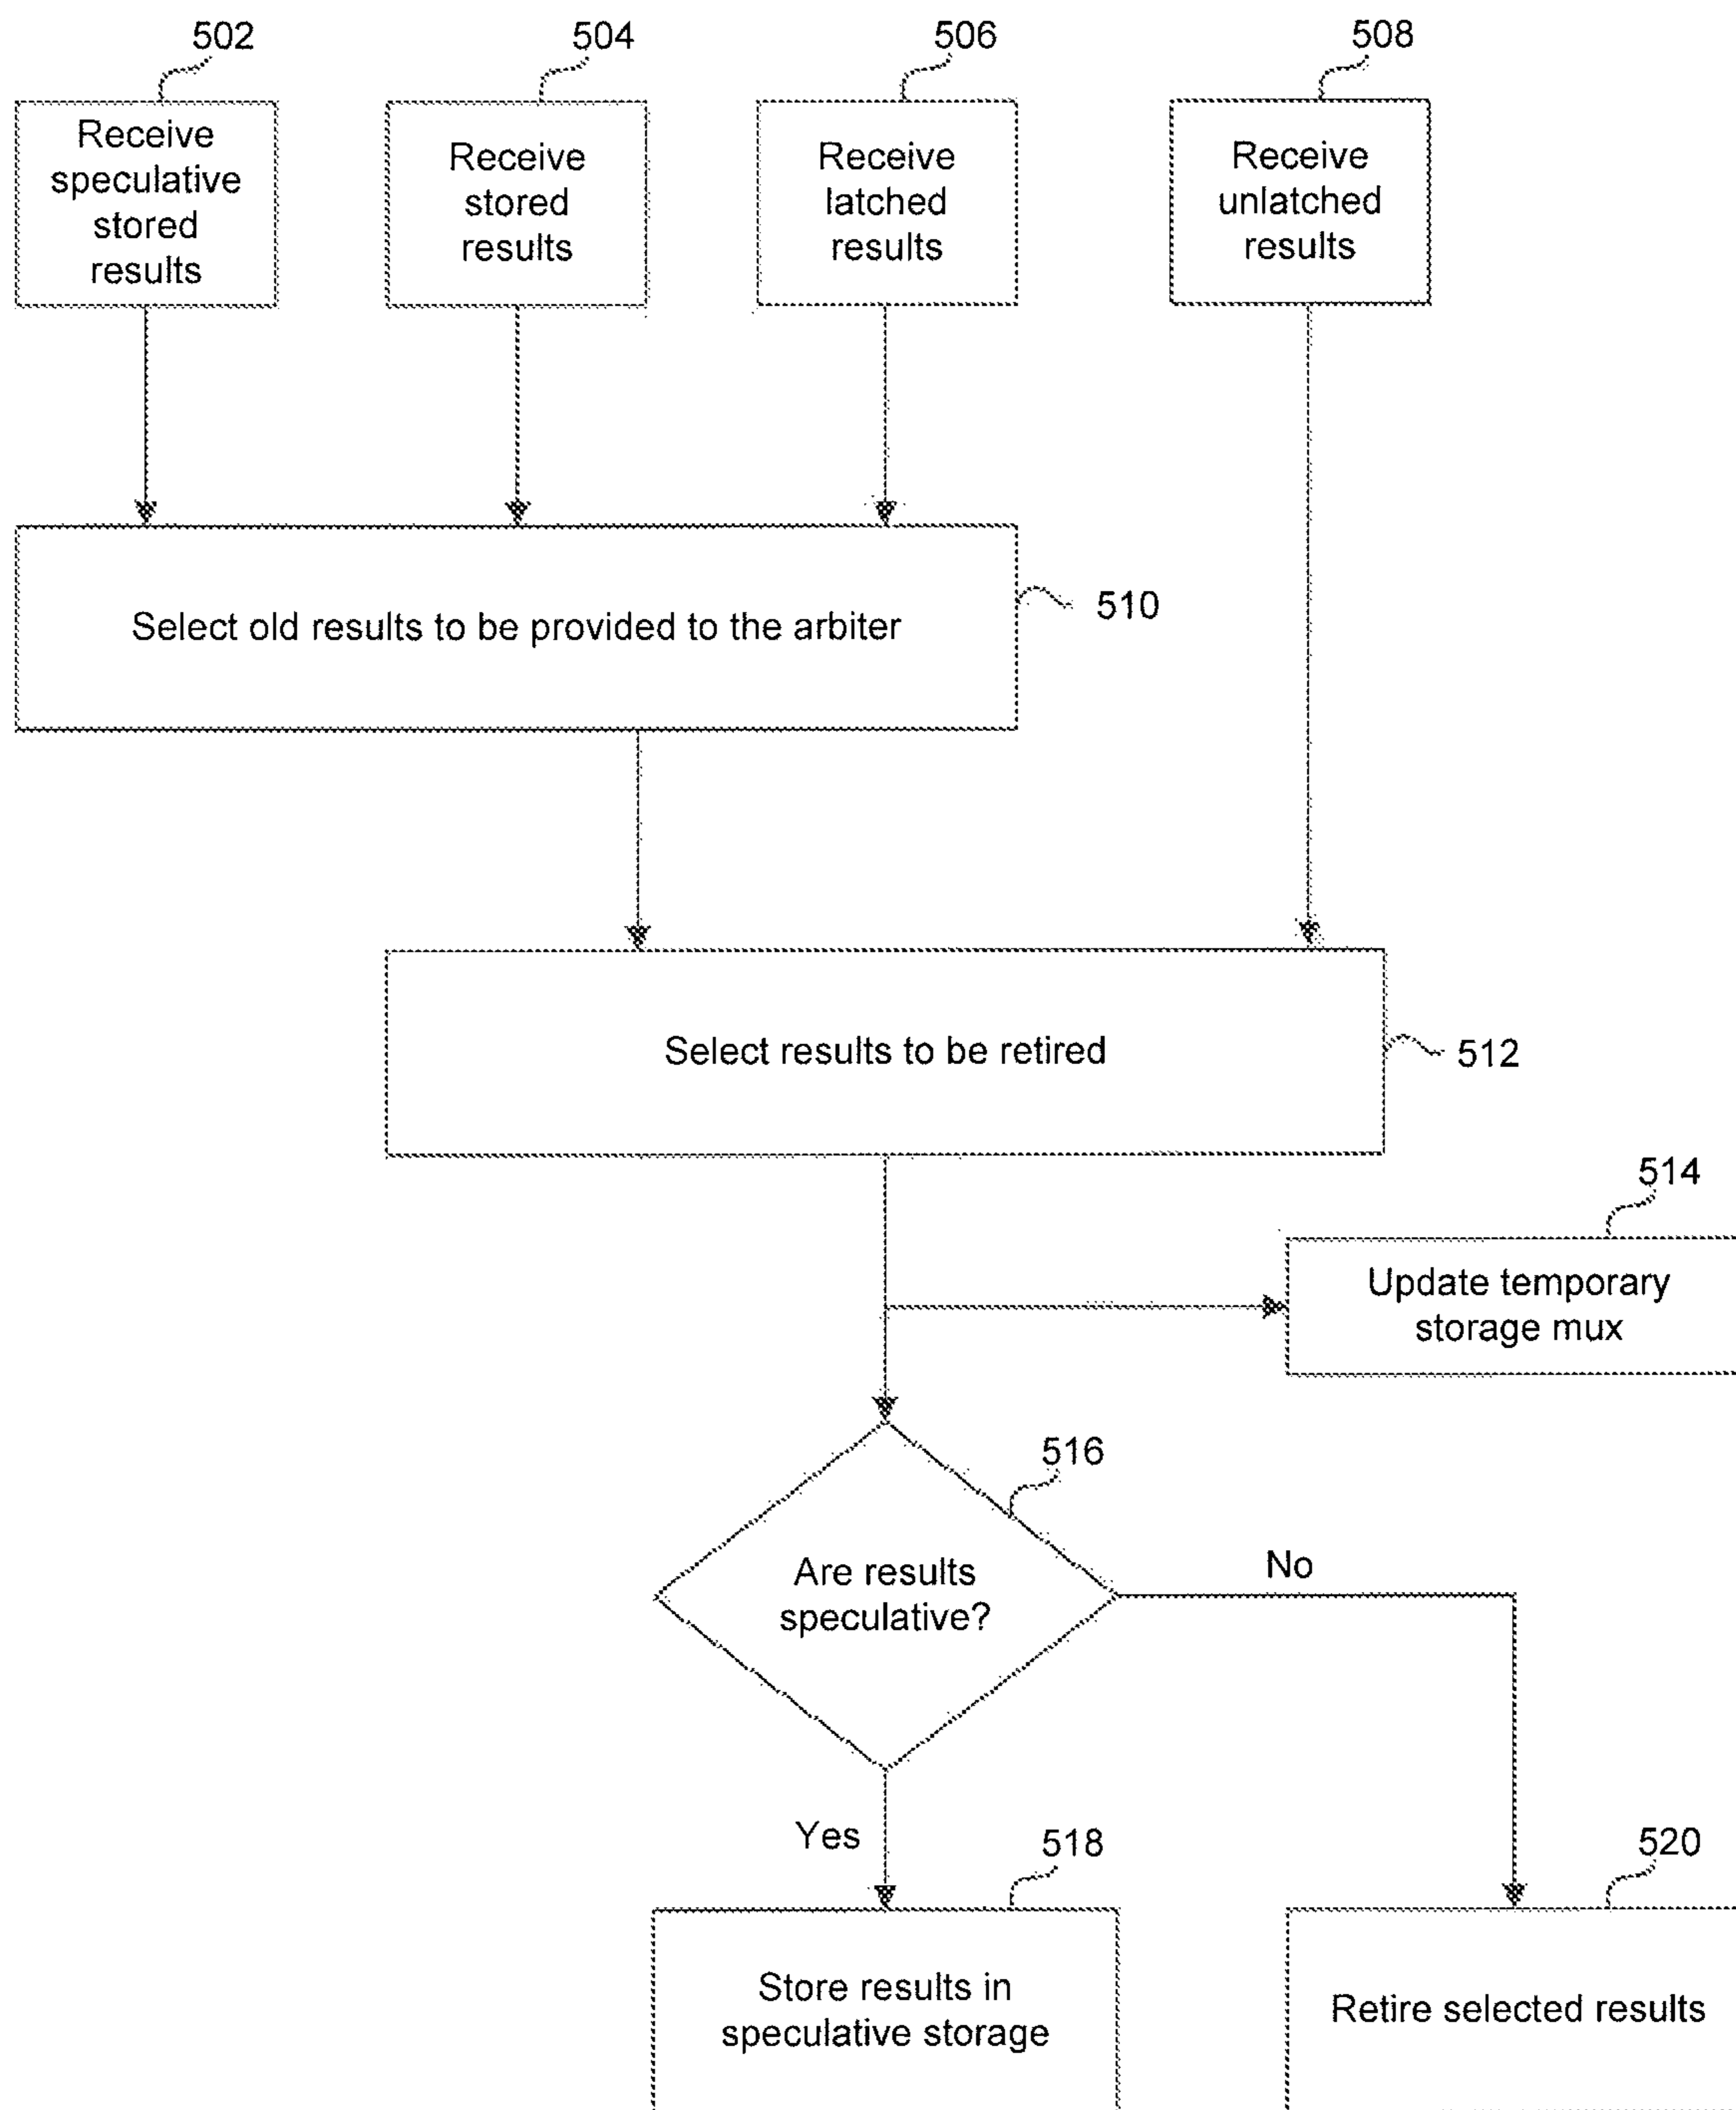 502
504
506
508
Receive
speculative
stored
results
Receive
stored
results
Receive
latched
results
Receive
unlatched
results
Select old results to be provided to the arbiter
510
Select results to be retired
512
514
Update temporary
storage mux
516
Are results
speculative?
No
Yes
518
520
Store results in
speculative storage
Retire selected results